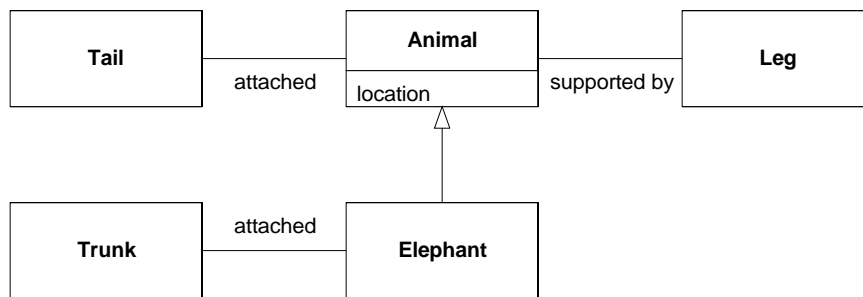 Tail
Animal
Leg
attached
location
supported by
Trunk
attached
Elephant